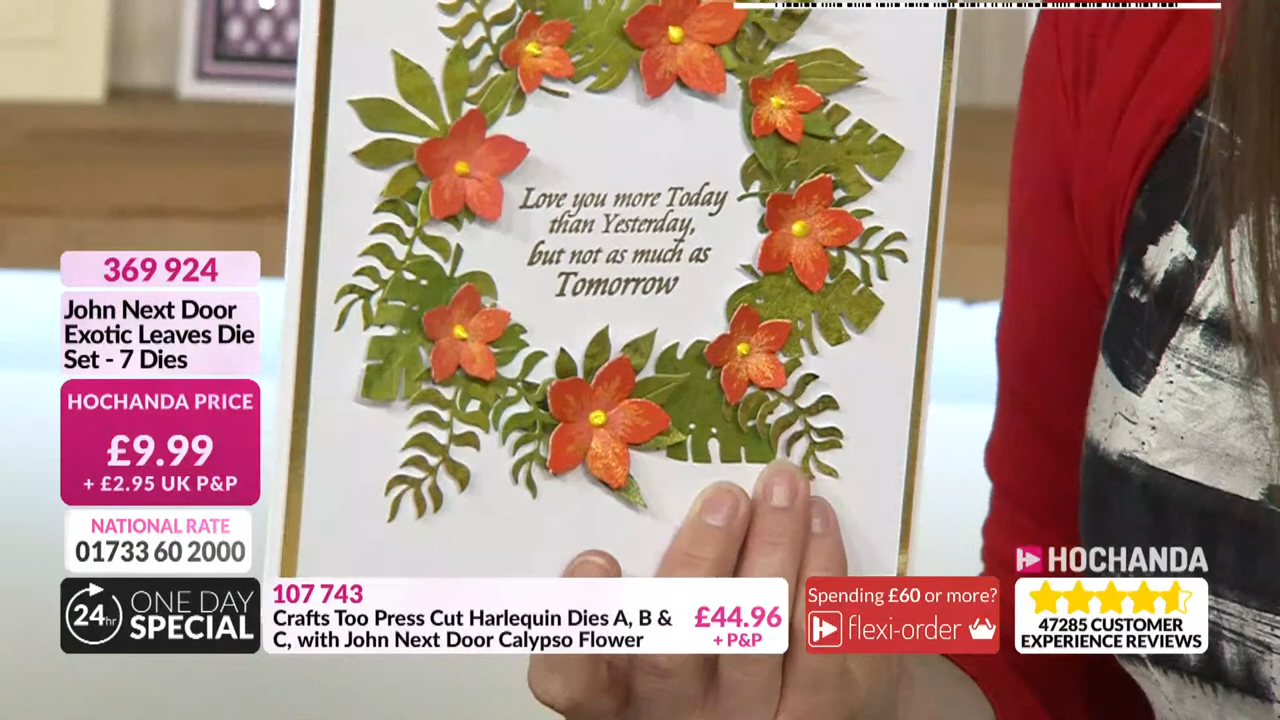 Love you more Today
than Yesterday,
but not as much as
Tomorrow
369 924
John Next Door
Exotic Leaves Die
Set - 7 Dies
HOCHANDA PRICE
£9.99
+ £2.95 UK P&P
NATIONAL RATE
01733 60 2000
24hr
ONE DAY
SPECIAL
107 743
Crafts Too Press Cut Harlequin Dies A, B &
C, with John Next Door Calypso Flower
£44.96
+ P&P
Spending £60 or more?
flexi-order
HOCHANDA
47285 CUSTOMER
EXPERIENCE REVIEWS